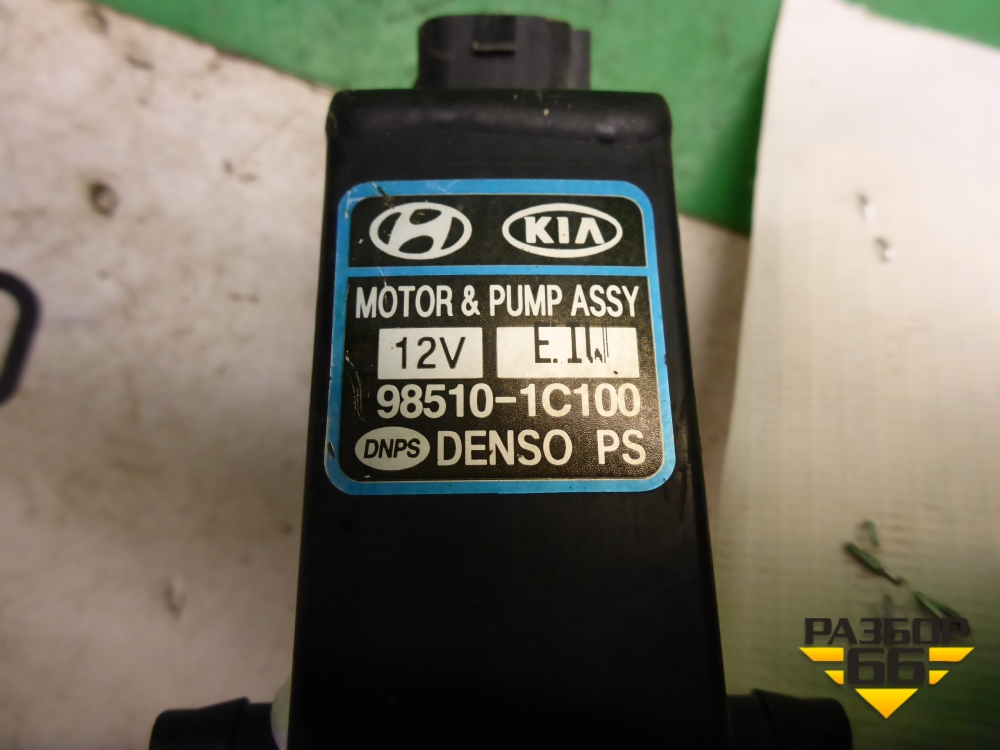 KIA
MOTOR & PUMP ASSY
12V
98510-1C100
DNPS DENSO PS
РАЗБОР
66